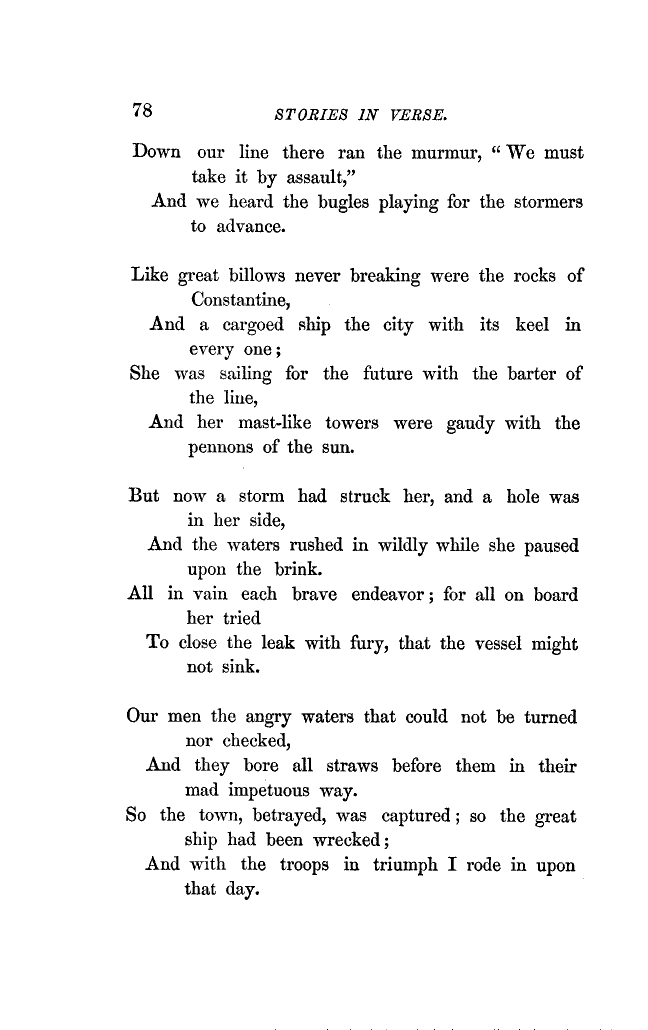 78 STORIES IN VERSE.
Down our line there ran the murmur, “ We must
take it by assault,”
And we heard the bugles playing for the stormers
to advance.
Like great billows never breaking were the rocks of
Constantine,
And a cargoed ship the city with its keel in
every one ;
She was sailing for the future with the barter of
the line,
And her mast-like towers were gaudy with the
pennons of the sun.
But now a storm had struck her, and a hole was
in her side,
And the waters rushed in wildly while she paused
upon the brink.
All in vain each brave endeavor ; for all on board
her tried
To close the leak with fury, that the vessel might
not sink.
Our men the angry waters that could not be turned
nor checked,
And they bore all straws before them in their
mad impetuous way.
So the town, betrayed, was captured ; so the great
ship had been wrecked ;
And with the troops in triumph I rode in upon
that day.